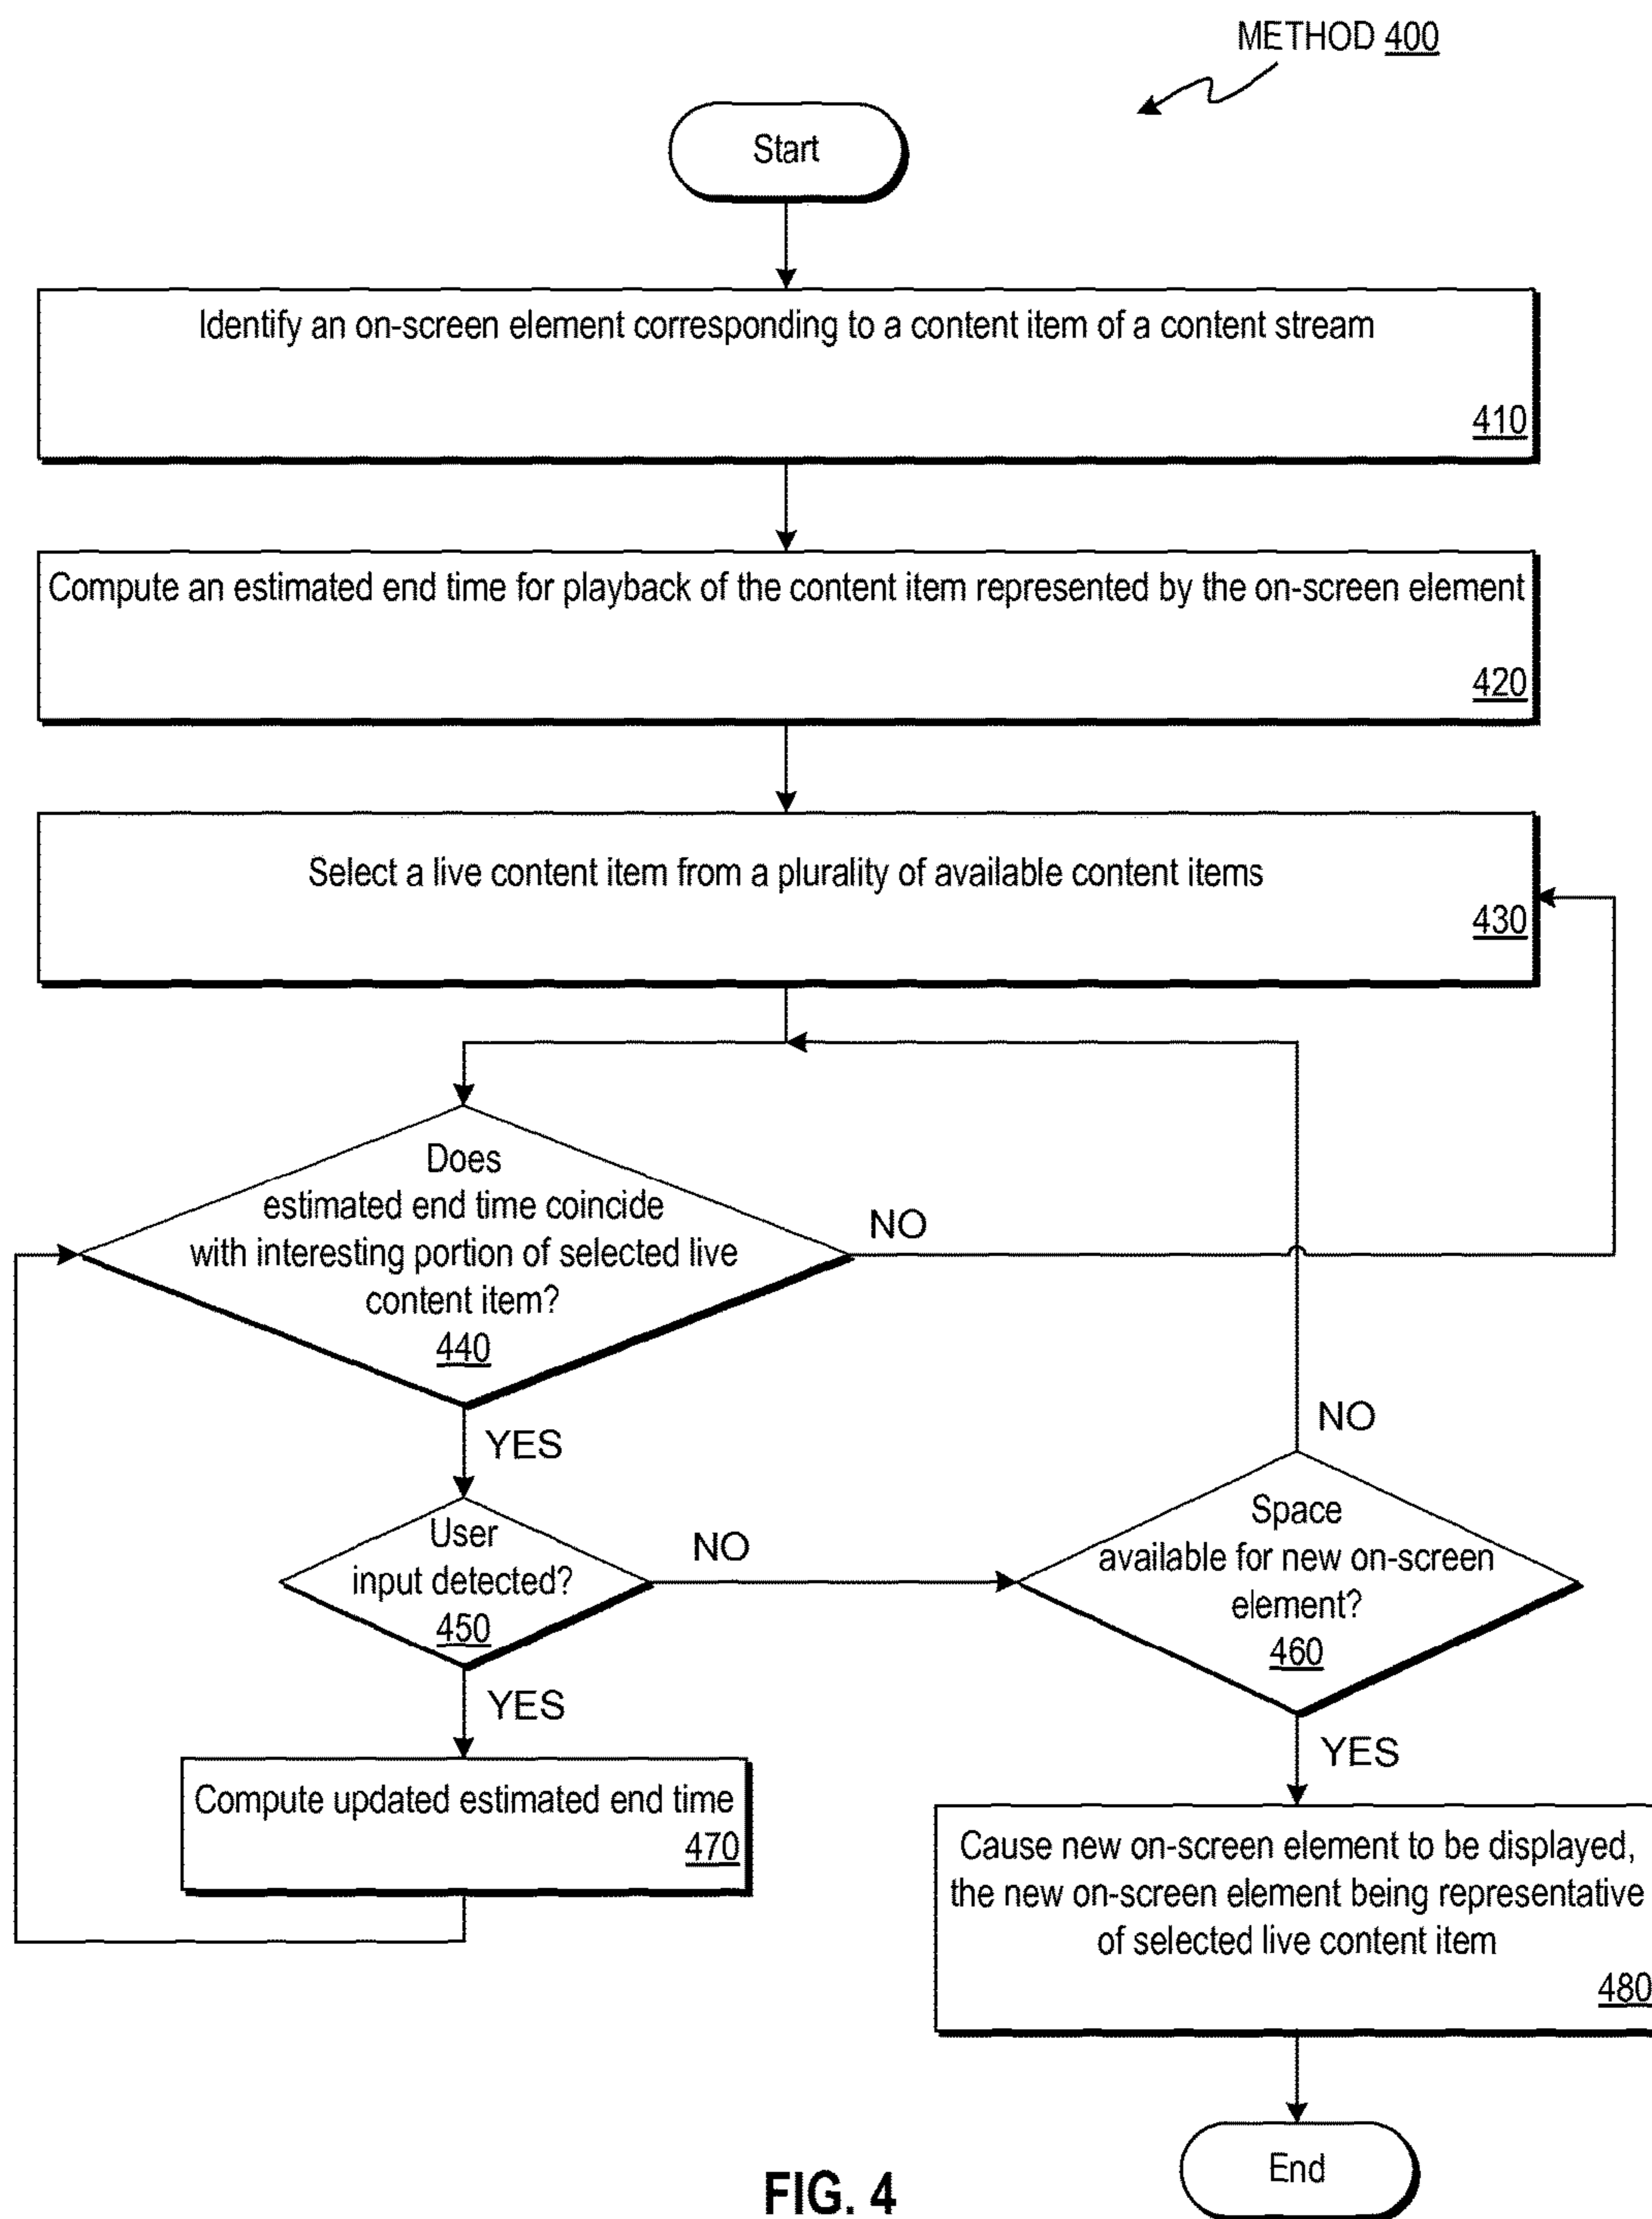 METHOD 400
Start
Identify an on-screen element corresponding to a content item of a content stream
410
Compute an estimated end time for playback of the content item represented by the on-screen element
420
Select a live content item from a plurality of available content items
430
Does
estimated end time coincide
with interesting portion of selected live
content item?
440
NO
YES
User
input detected?
450
NO
YES
Space
available for new on-screen
element?
460
NO
YES
Compute updated estimated end time
470
Cause new on-screen element to be displayed,
the new on-screen element being representative
of selected live content item
480
End
FIG. 4